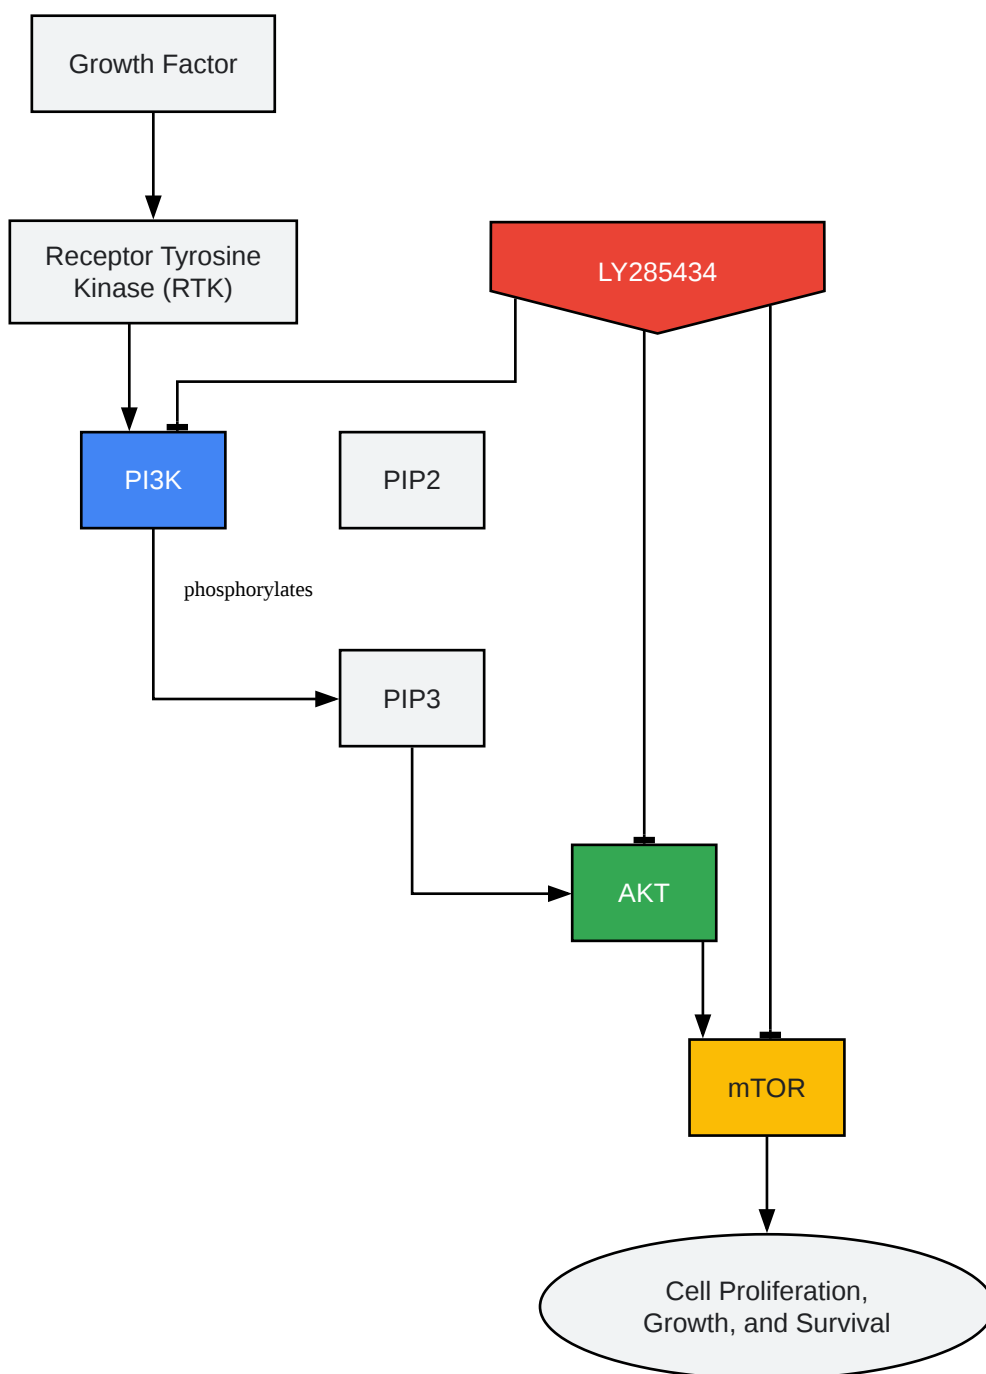 Growth Factor
Receptor Tyrosine
Kinase (RTK)
LY285434
PI3K
PIP2
phosphorylates
PIP3
AKT
mTOR
Cell Proliferation,
Growth, and Survival